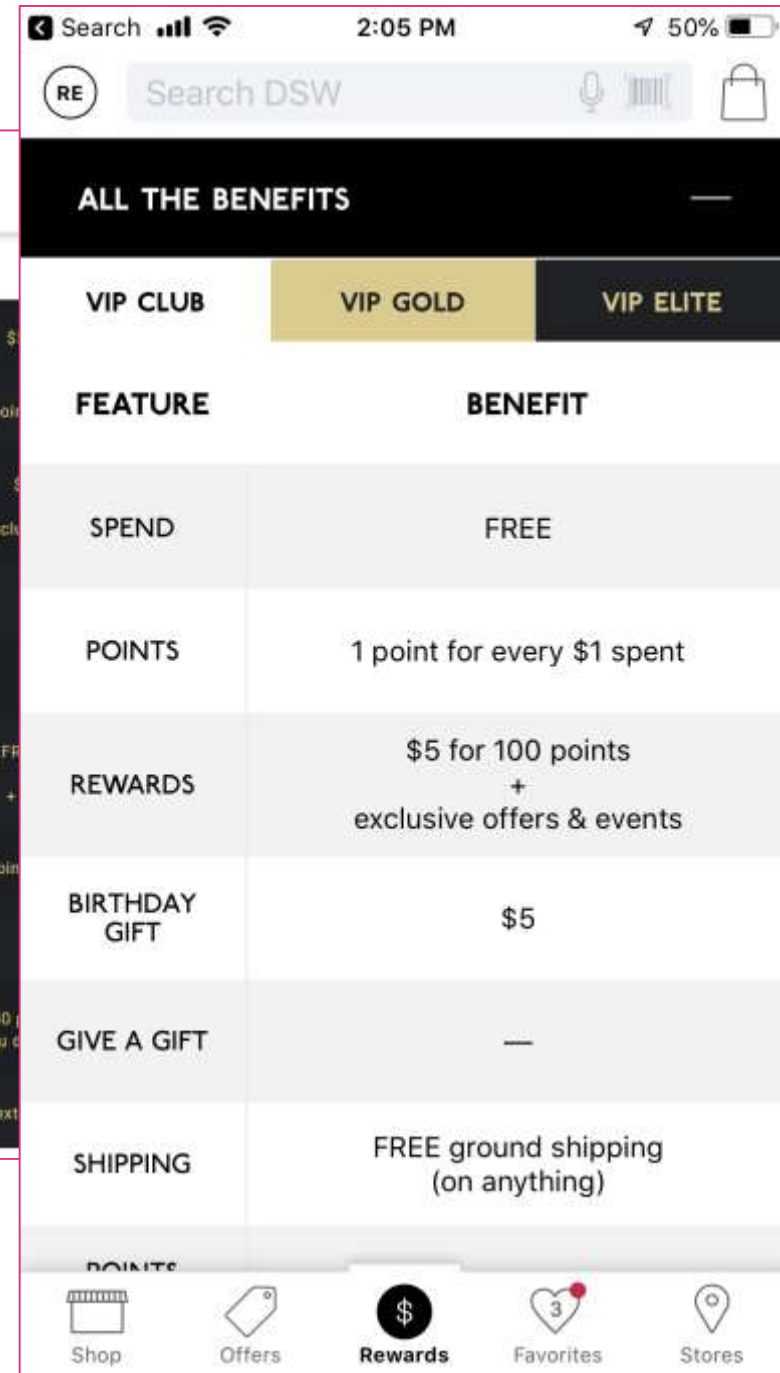 Search
2:05 PM
50%
RE
Search DSW
ALL THE BENEFITS
VIP CLUB
VIP GOLD
VIP ELITE
FEATURE
BENEFIT
SPEND
FREE
POINTS
1 point for every $1 spent
REWARDS
$5 for 100 points
+
exclusive offers & events
BIRTHDAY
GIFT
$5
GIVE A GIFT
—
SHIPPING
FREE ground shipping
(on anything)
POINTS
$
3
Shop
Offers
Rewards
Favorites
Stores